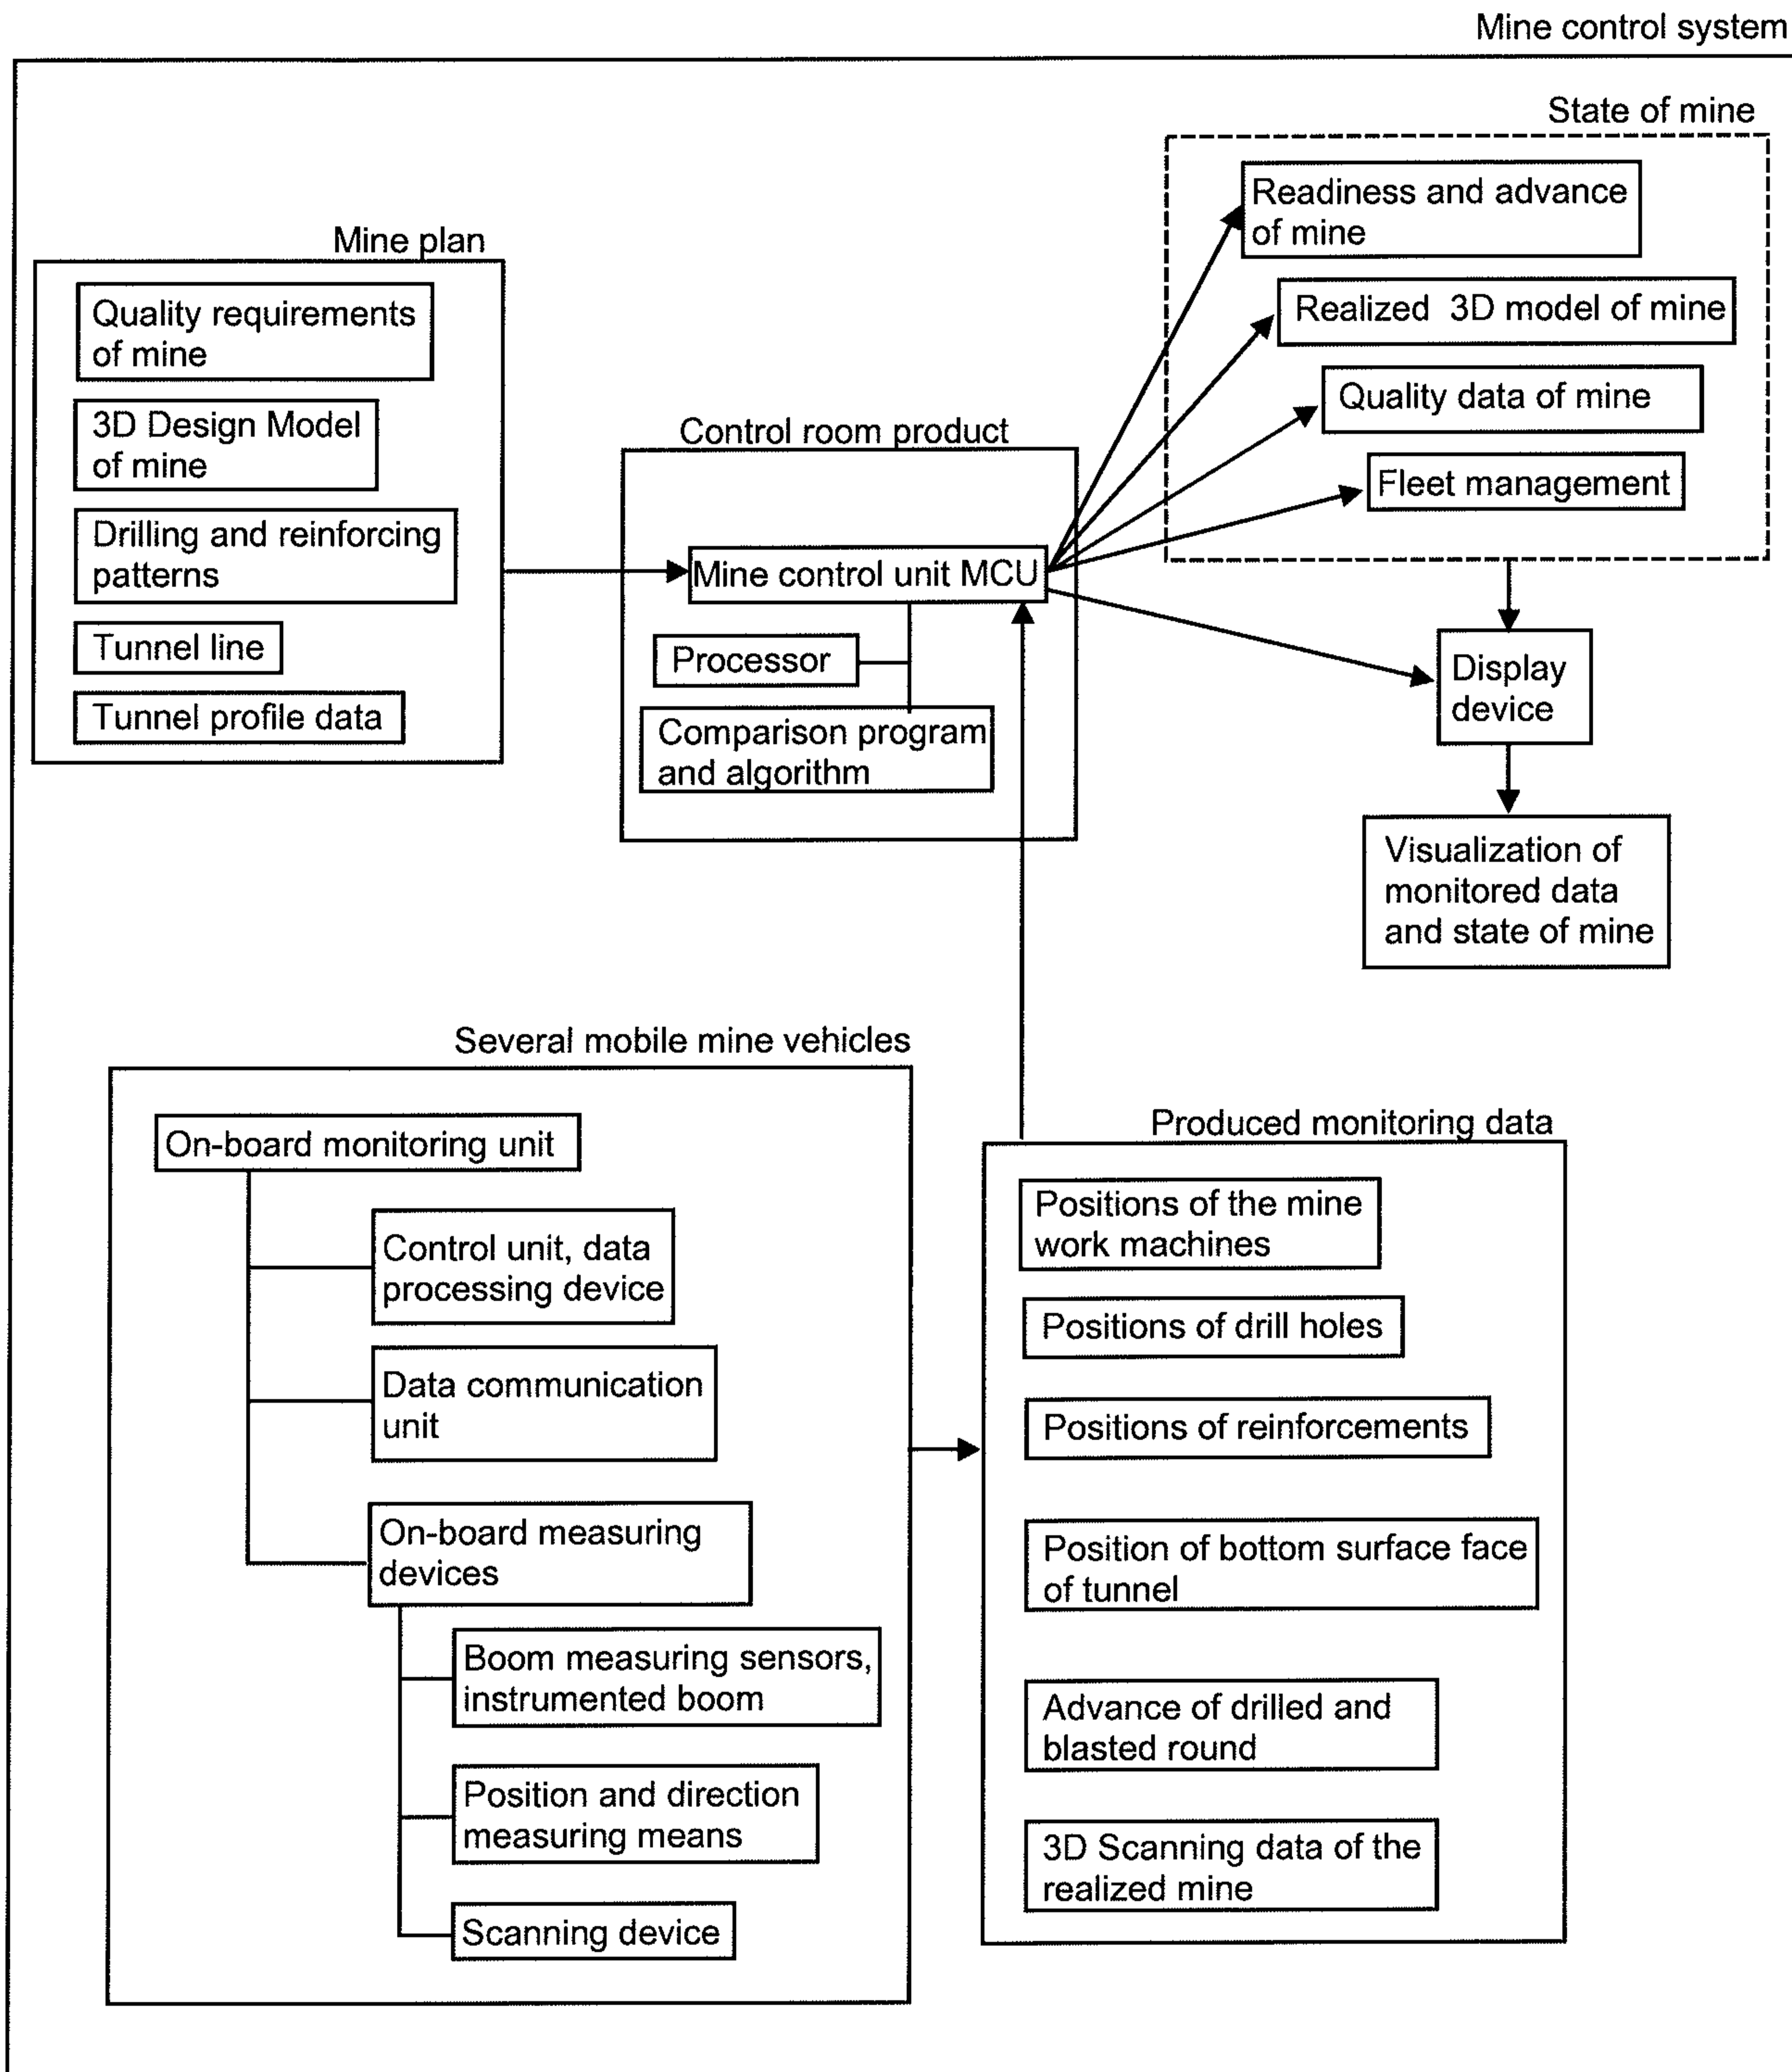 Mine control system
State of mine
Readiness and advance
of mine
Realized 3D model of mine
Quality data of mine
Fleet management
Mine plan
Quality requirements
of mine
3D Design Model
of mine
Drilling and reinforcing
patterns
Tunnel line
Tunnel profile data
Control room product
Mine control unit MCU
Processor
Comparison program
and algorithm
Display
device
Visualization of
monitored data
and state of mine
Several mobile mine vehicles
On-board monitoring unit
Control unit, data
processing device
Data communication
unit
On-board measuring
devices
Boom measuring sensors,
instrumented boom
Position and direction
measuring means
Scanning device
Produced monitoring data
Positions of the mine
work machines
Positions of drill holes
Positions of reinforcements
Position of bottom surface face
of tunnel
Advance of drilled and
blasted round
3D Scanning data of the
realized mine